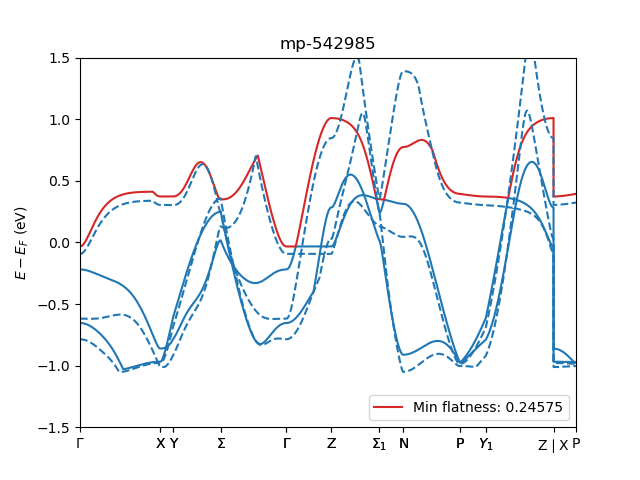 mp-542985
E − E_F (eV)
1.5
1.0
0.5
0.0
−0.5
−1.0
−1.5
Min flatness: 0.24575
Γ X Y Σ Γ Z Σ₁ N P Y₁ Z | X P